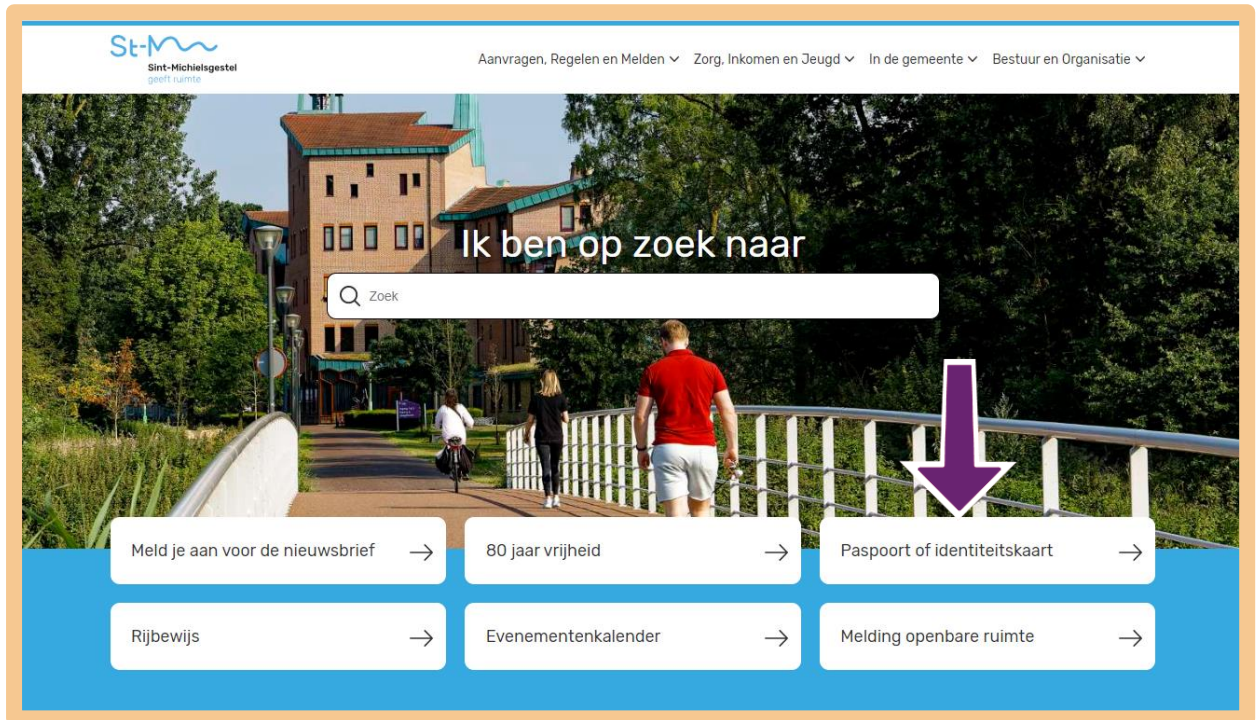 St-M
Sint-Michielsgestel
geeft ruimte
Aanvragen, Regelen en Melden Zorg, Inkomen en Jeugd In de gemeente Bestuur en Organisatie
Ik ben op zoek naar
Zoek
Meld je aan voor de nieuwsbrief
80 jaar vrijheid
Paspoort of identiteitskaart
Rijbewijs
Evenementenkalender
Melding openbare ruimte